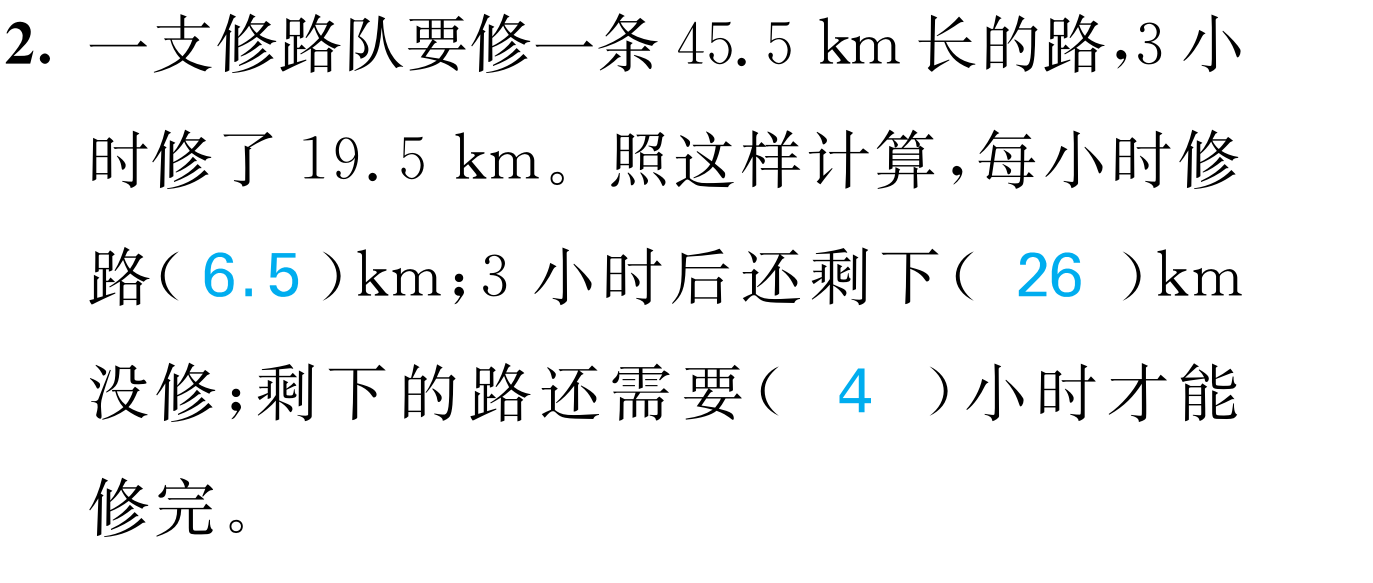 2. 一支修路队要修一条 45.5 km 长的路,3 小
时修了 19.5 km。照这样计算,每小时修
路( 6.5 )km;3 小时后还剩下( 26 )km
没修;剩下的路还需要( 4 )小时才能
修完。